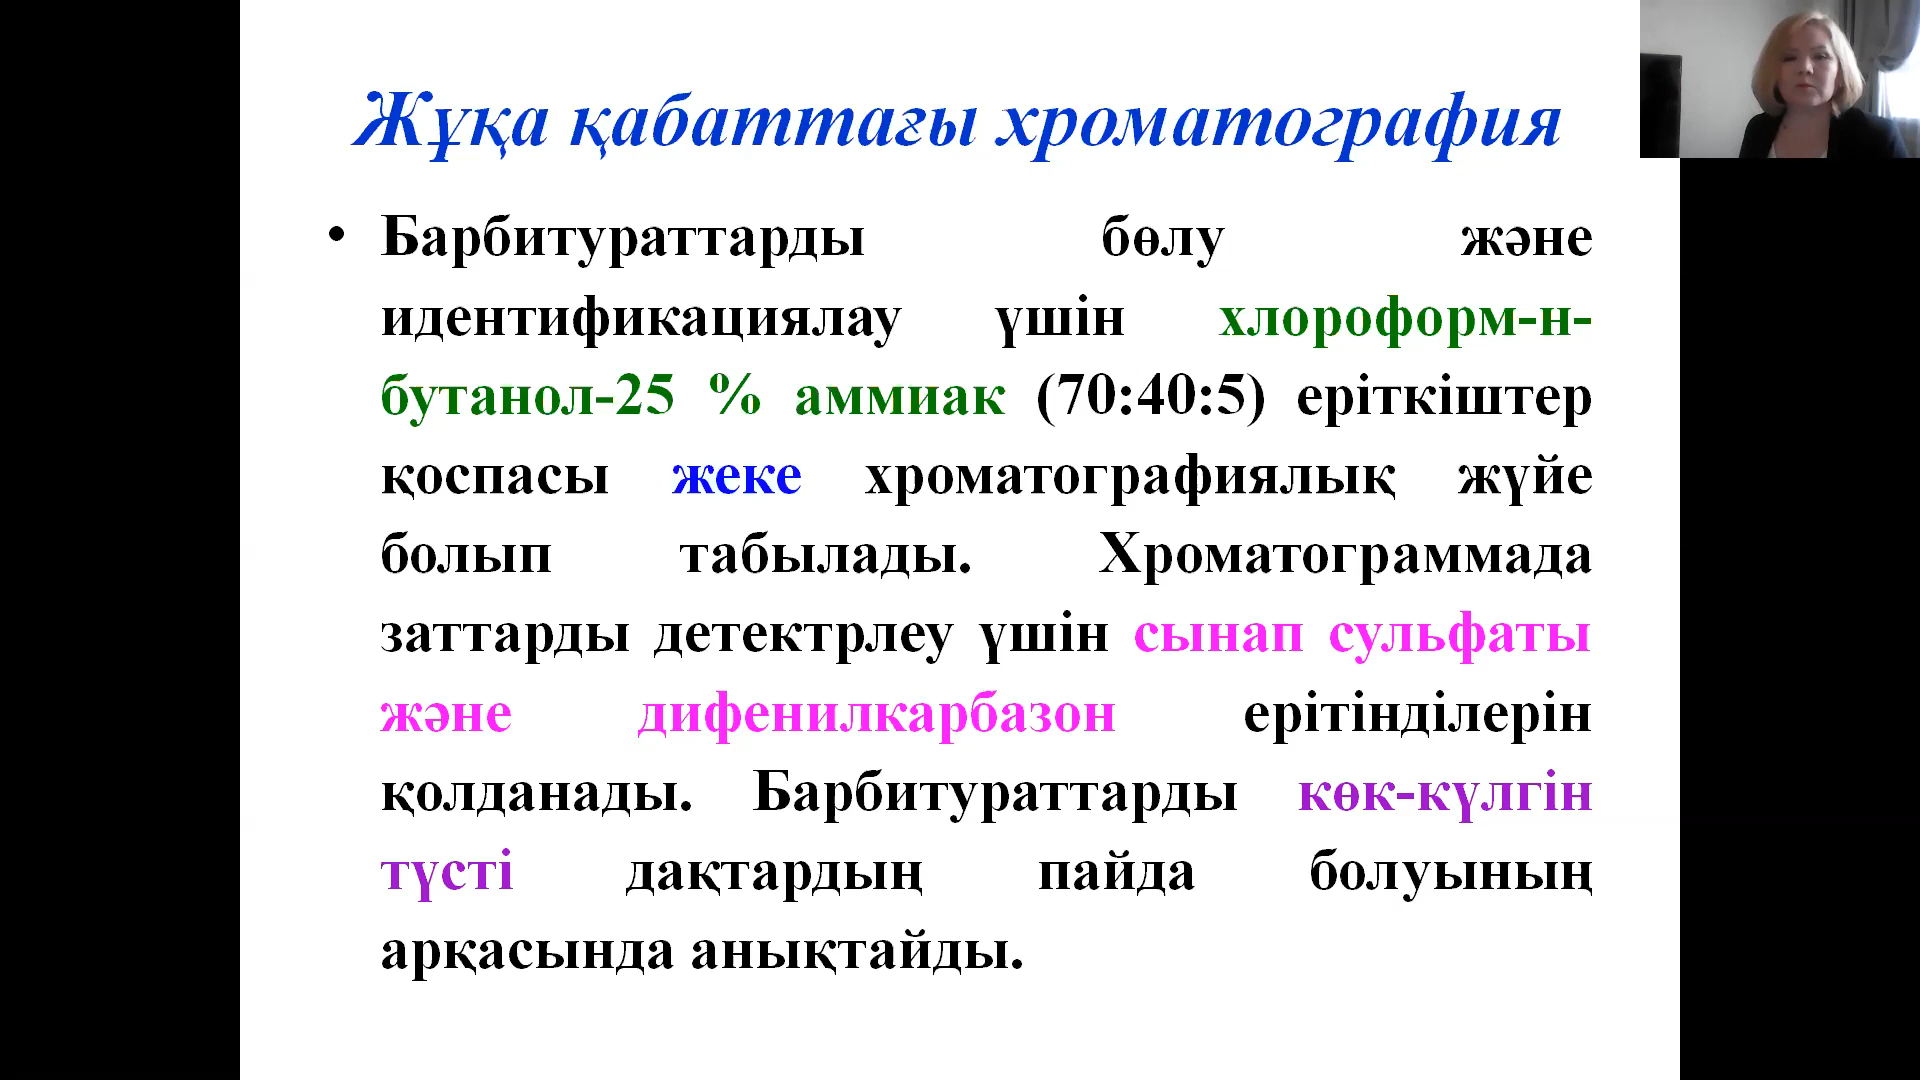 Жұқа қабаттағы хроматография
• Барбитураттарды бөлу және
идентификациялау үшін хлороформ-н-
бутанол-25 % аммиак (70:40:5) еріткіштер
қоспасы жеке хроматографиялық жүйе
болып табылады. Хроматограммада
заттарды детектрлеу үшін сынап сульфаты
және дифенилкарбазон ерітінділерін
қолданады. Барбитураттарды көк-күлгін
түсті дақтардың пайда болуының
арқасында анықтайды.